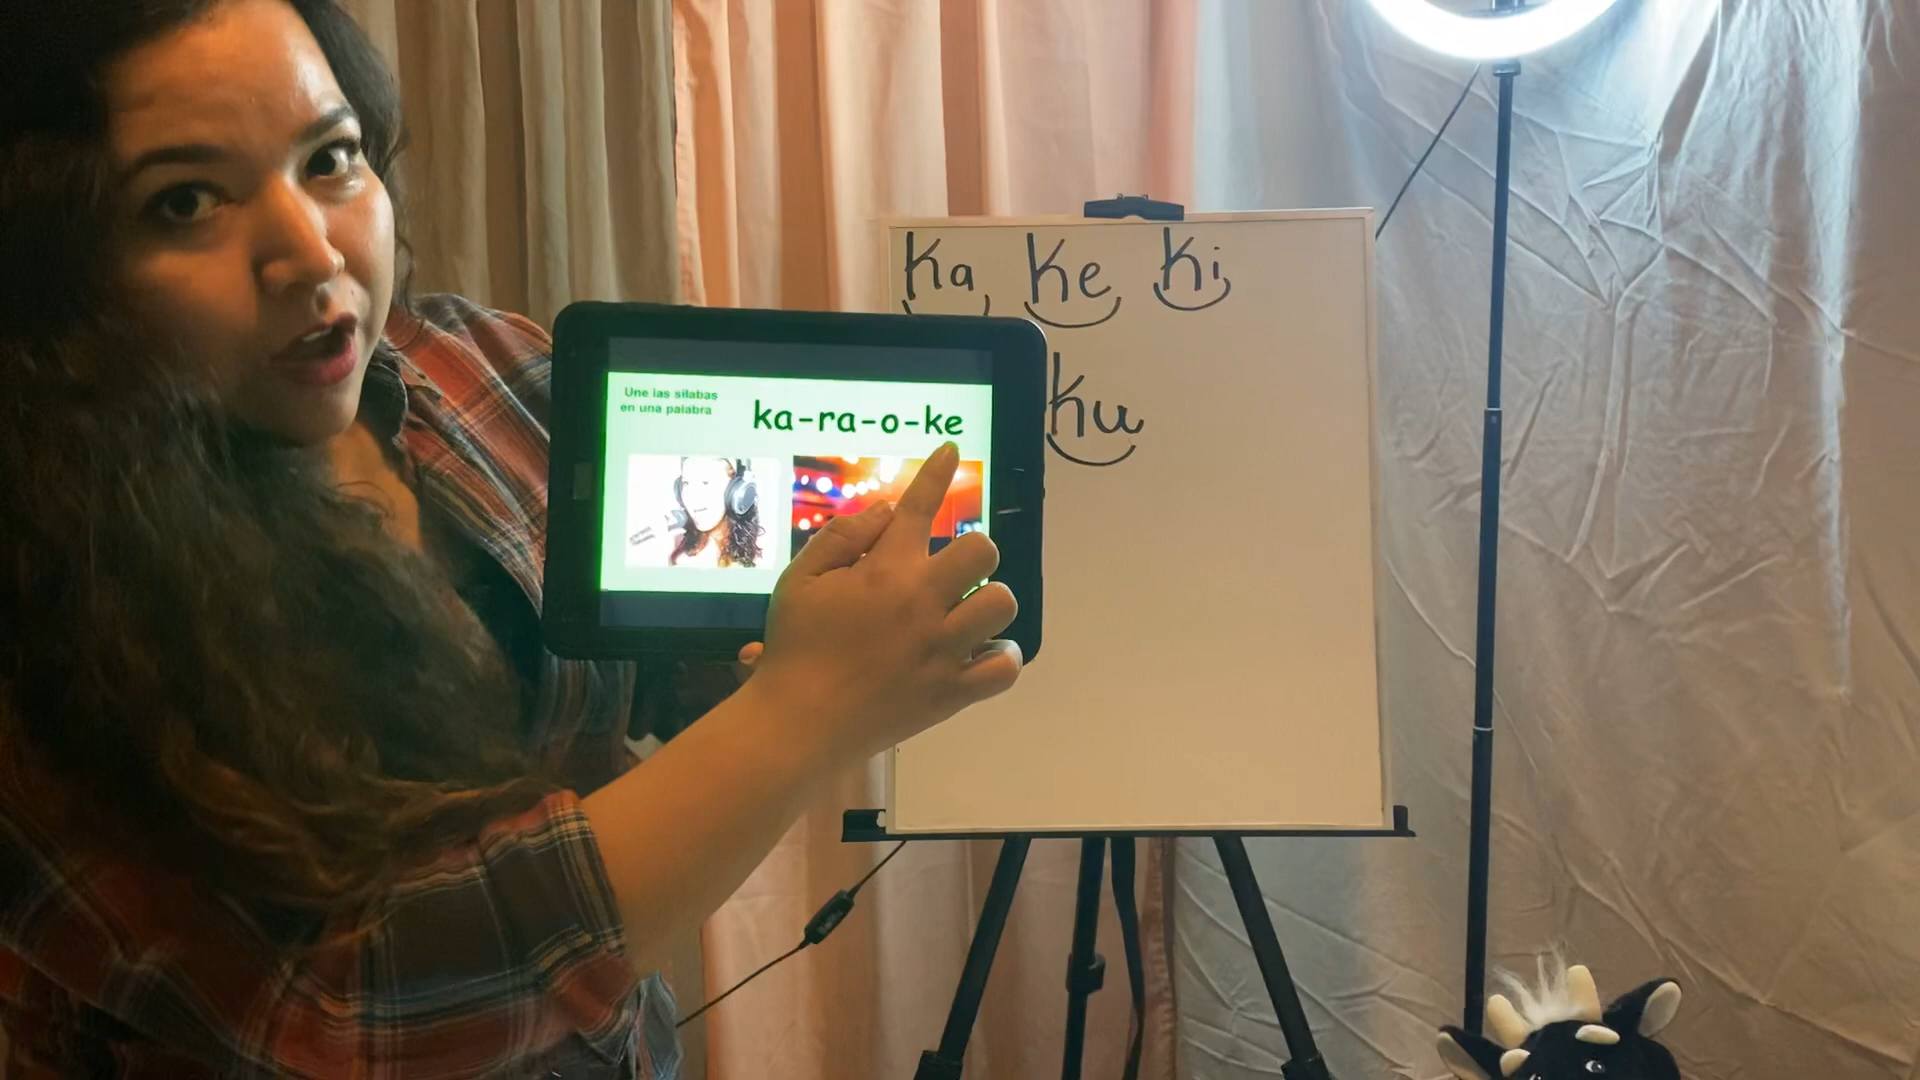 Ka Ke Ki
Ku
Une las sílabas
en una palabra
ka-ra-o-ke